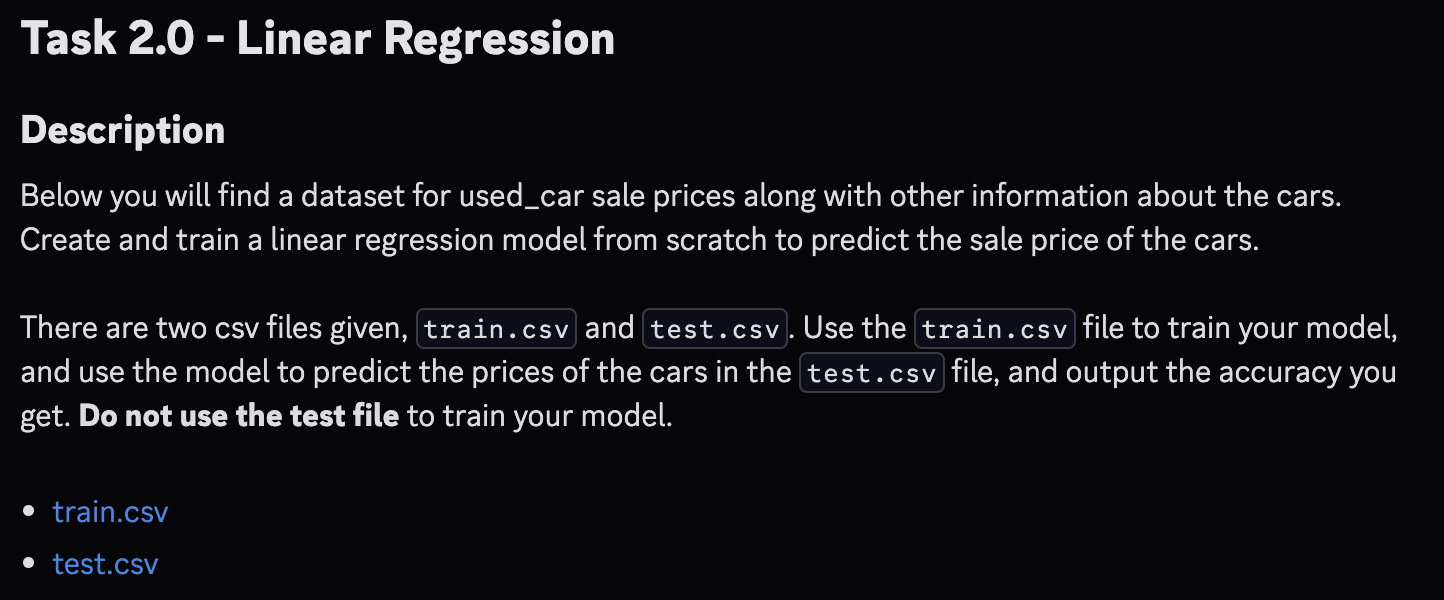 Task 2.0 - Linear Regression
Description
Below you will find a dataset for used_car sale prices along with other information about the cars.
Create and train a linear regression model from scratch to predict the sale price of the cars.
There are two csv files given, train.csv and test.csv. Use the train.csv file to train your model,
and use the model to predict the prices of the cars in the test.csv file, and output the accuracy you
get. Do not use the test file to train your model.
• train.csv
• test.csv